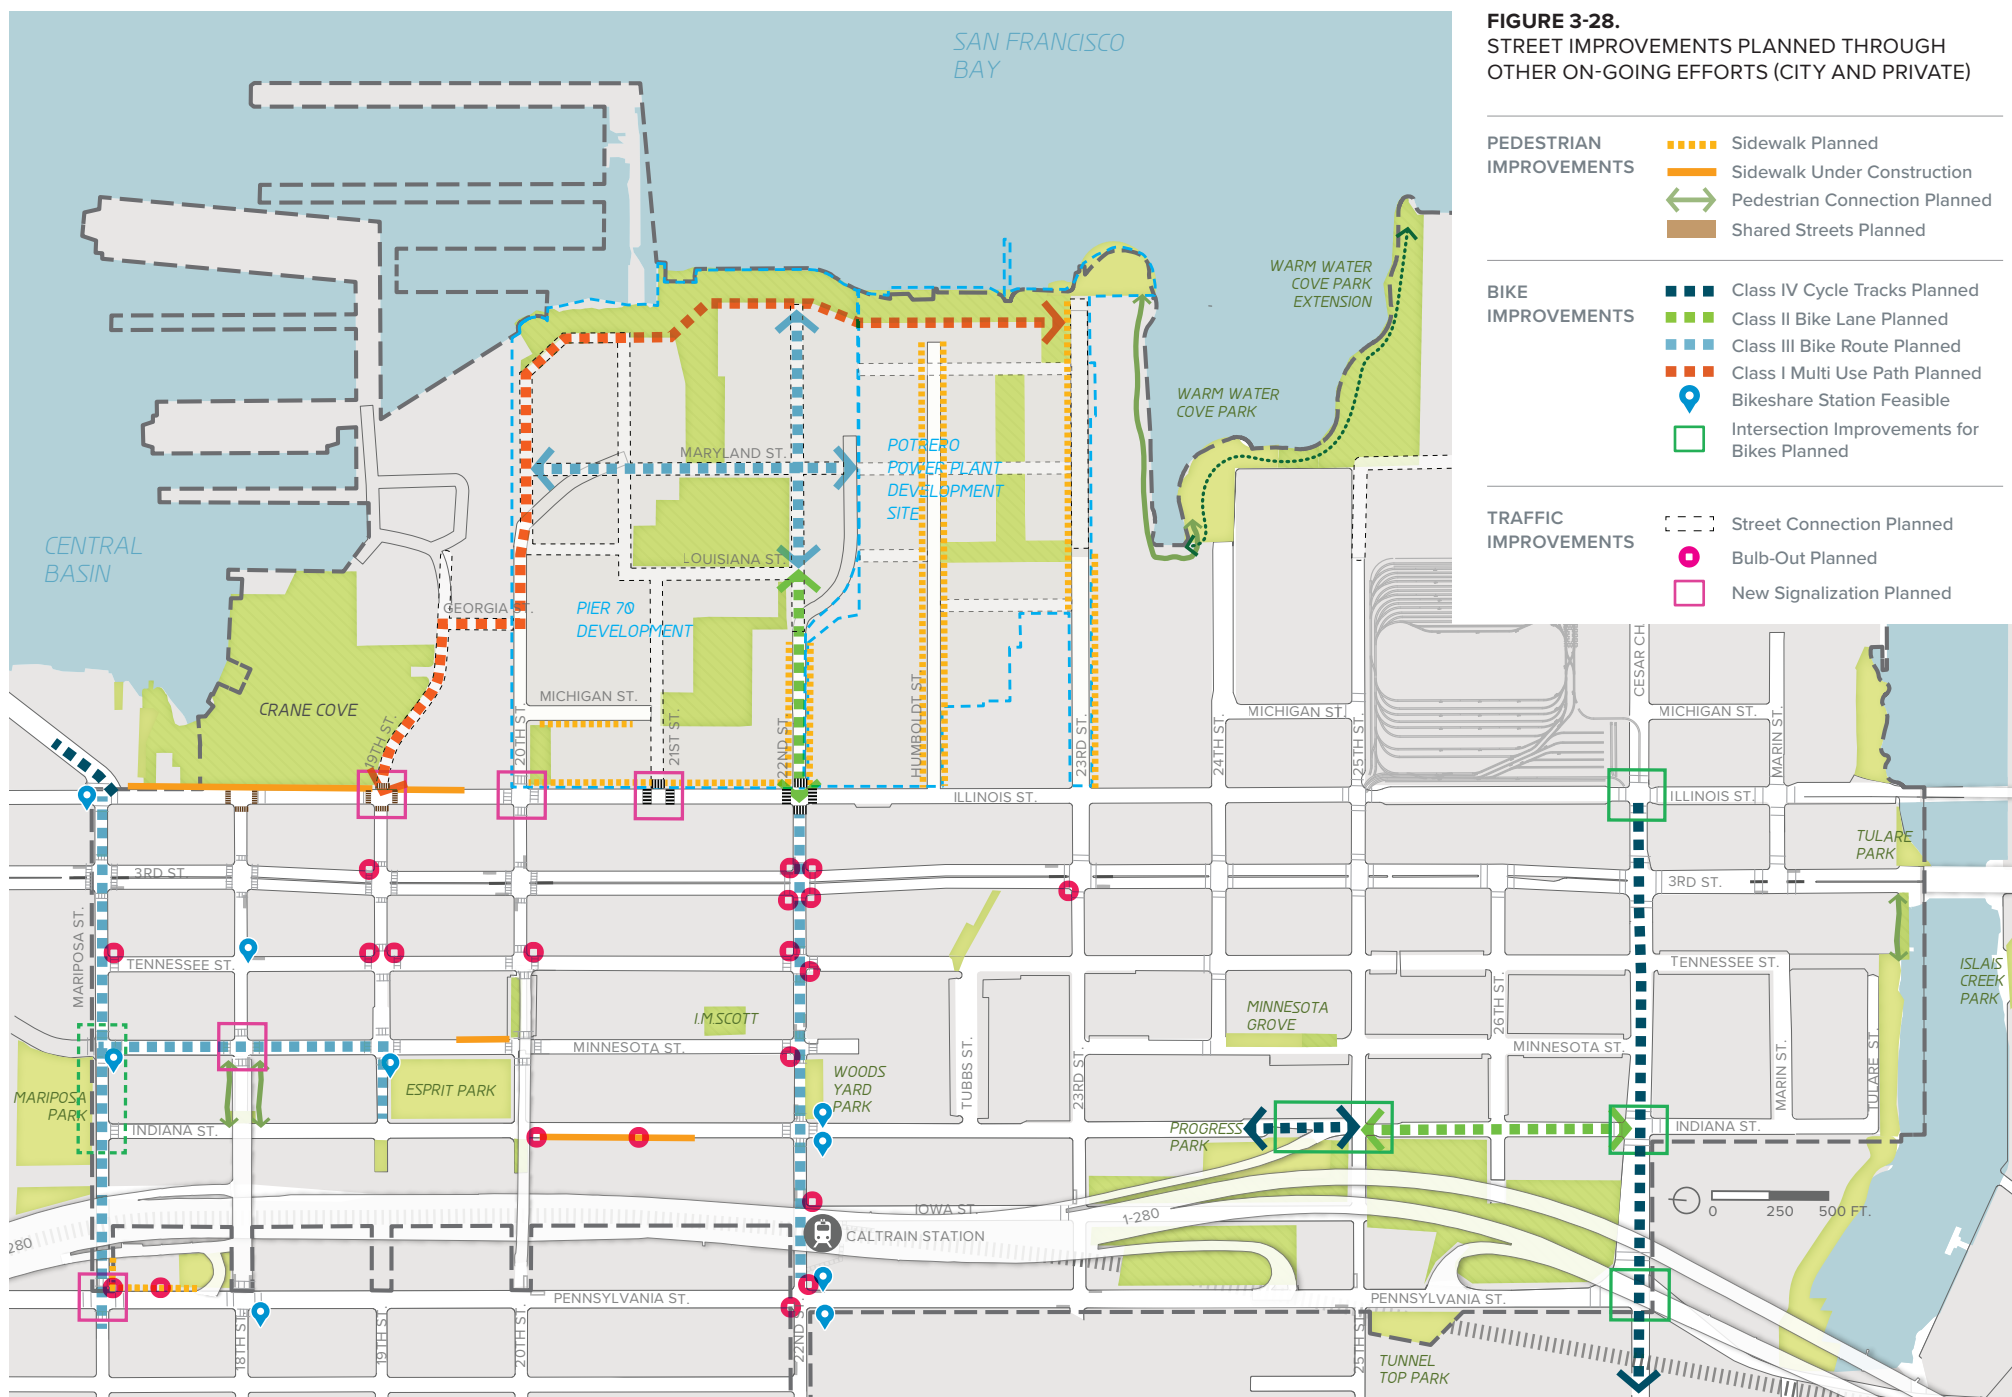 FIGURE 3-28.
STREET IMPROVEMENTS PLANNED THROUGH
OTHER ON-GOING EFFORTS (CITY AND PRIVATE)
PEDESTRIAN
IMPROVEMENTS
Sidewalk Planned
Sidewalk Under Construction
Pedestrian Connection Planned
Shared Streets Planned
BIKE
IMPROVEMENTS
Class IV Cycle Tracks Planned
Class II Bike Lane Planned
Class III Bike Route Planned
Class I Multi Use Path Planned
Bikeshare Station Feasible
Intersection Improvements for
Bikes Planned
TRAFFIC
IMPROVEMENTS
Street Connection Planned
Bulb-Out Planned
New Signalization Planned
SAN FRANCISCO
BAY
WARM WATER
COVE PARK
EXTENSION
WARM WATER
COVE PARK
MARYLAND ST.
POTRERO
POWER PLANT
DEVELOPMENT
SITE
CENTRAL
BASIN
LOUISIANA ST.
GEORGIA ST.
PIER 70
DEVELOPMENT
CRANE COVE
MICHIGAN ST.
MICHIGAN ST.
MICHIGAN ST.
19TH ST.
20TH ST.
21ST ST.
22ND ST.
HUMBOLDT ST.
23RD ST.
24TH ST.
25TH ST.
CESAR CH
MARIN ST.
ILLINOIS ST.
ILLINOIS ST.
TULARE
PARK
3RD ST.
3RD ST.
MARIPOSA ST.
TENNESSEE ST.
TENNESSEE ST.
ISLAIS
CREEK
PARK
I.M.SCOTT
MINNESOTA
GROVE
26TH ST.
MINNESOTA ST.
MINNESOTA ST.
MARIPOSA
PARK
ESPRIT PARK
WOODS
YARD
PARK
TUBBS ST.
23RD ST.
MARIN ST.
TULARE ST.
INDIANA ST.
PROGRESS
PARK
INDIANA ST.
IOWA ST.
1-280
280
CALTRAIN STATION
0 250 500 FT.
PENNSYLVANIA ST.
PENNSYLVANIA ST.
18TH ST.
19TH ST.
20TH ST.
22ND S
25TH ST.
TUNNEL
TOP PARK